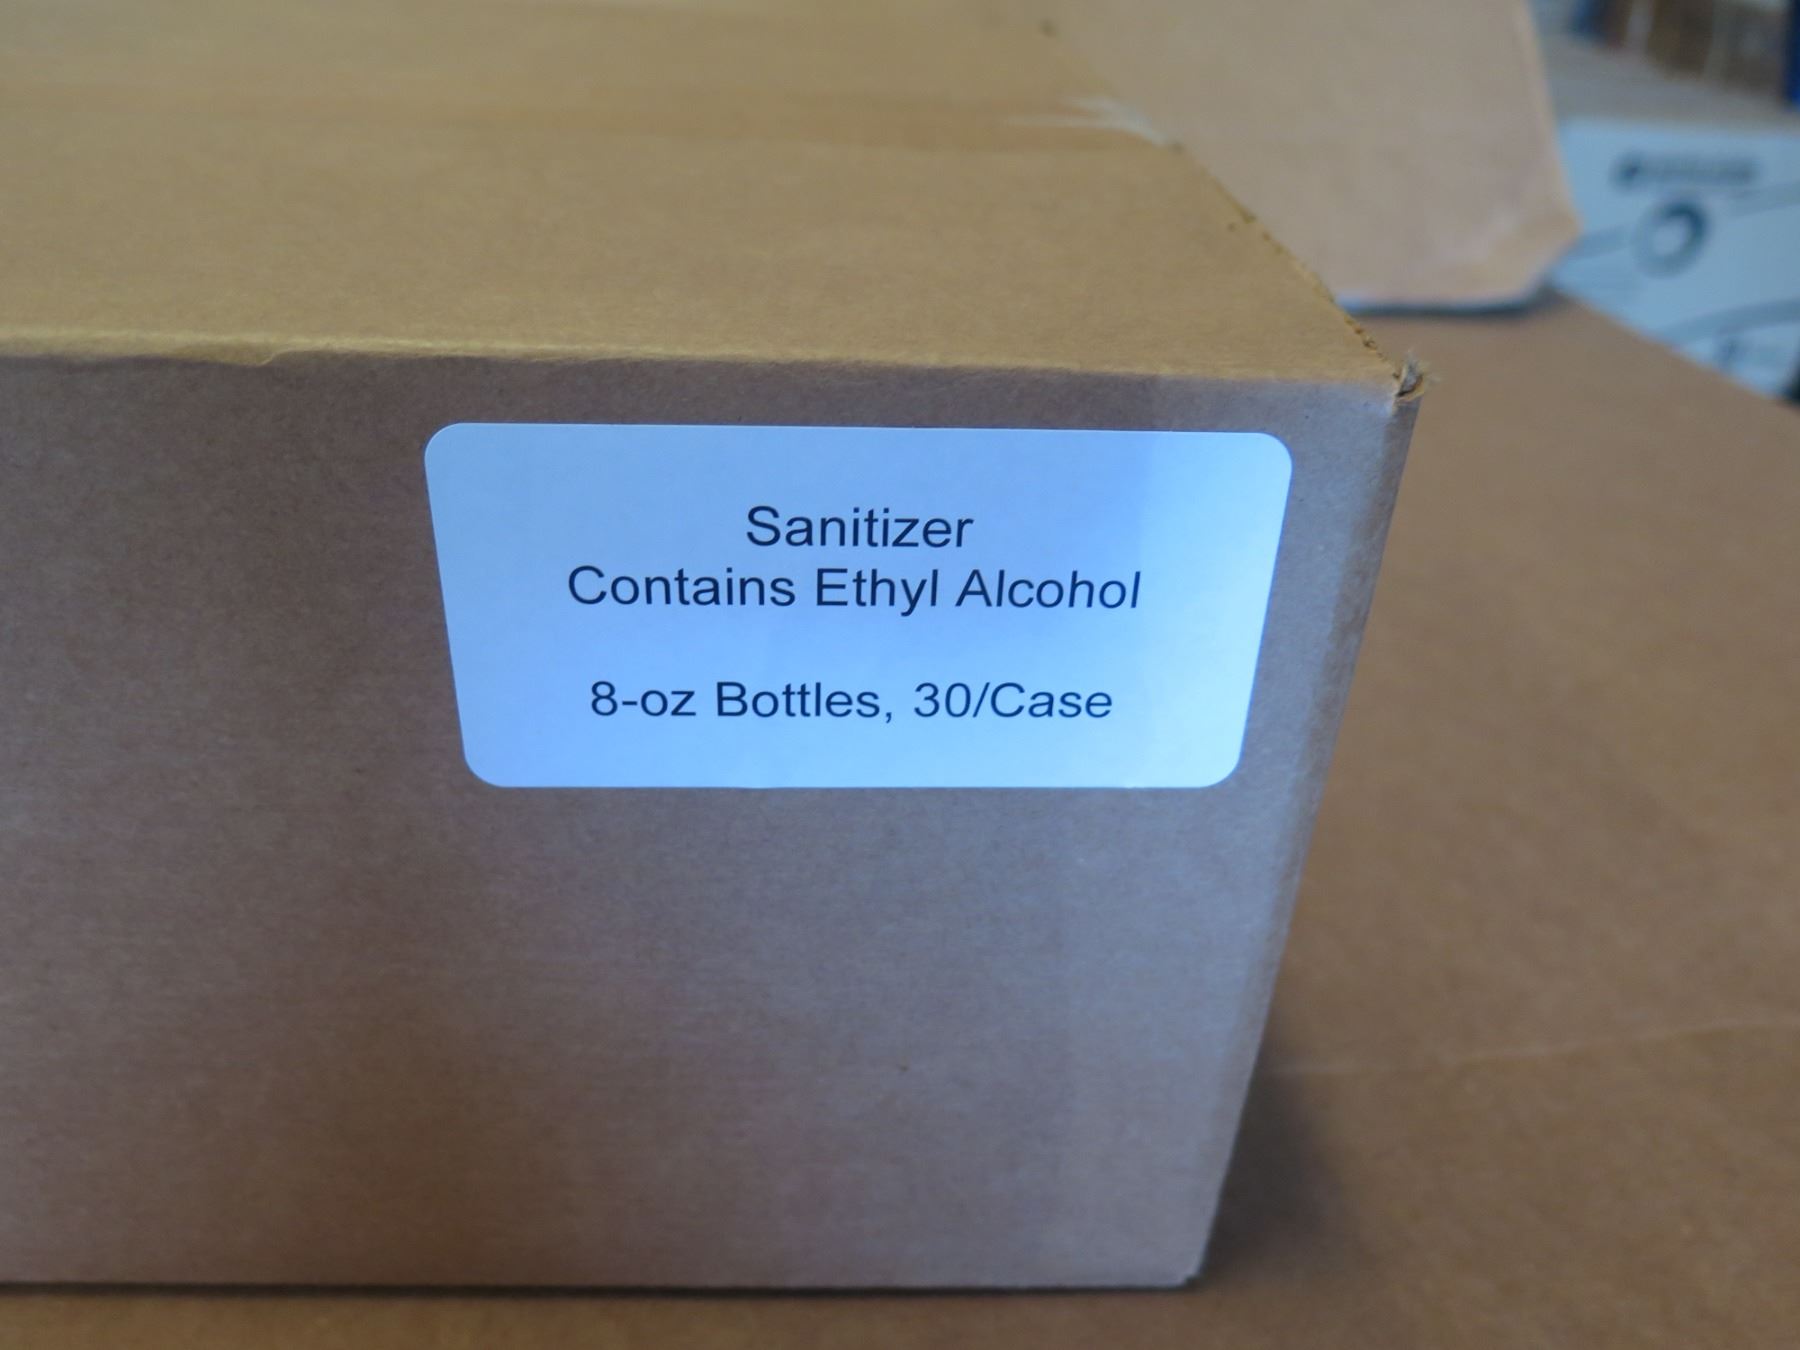 Sanitizer
Contains Ethyl Alcohol
8-oz Bottles, 30/Case